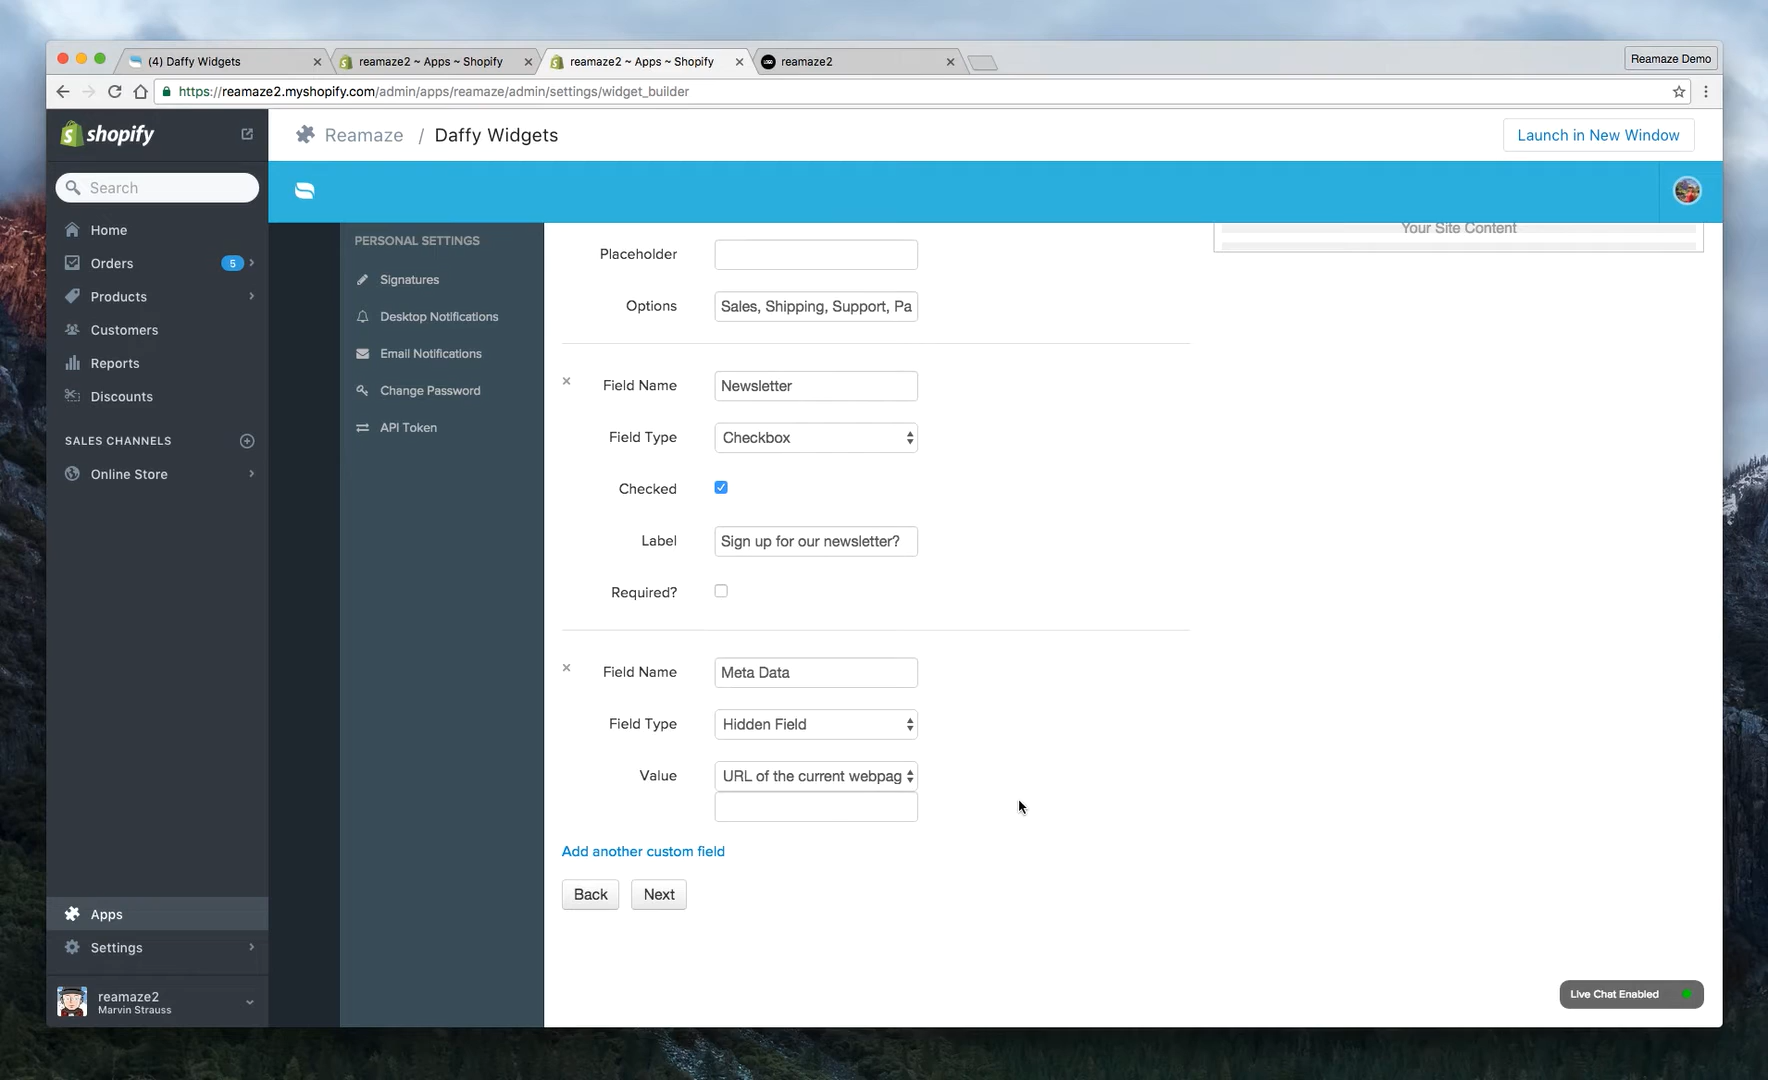 (4) Daffy Widgets
reamaze2 ~ Apps ~ Shopify
reamaze2 ~ Apps ~ Shopify
reamaze2
Reamaze Demo
https://reamaze2.myshopify.com/admin/apps/reamaze/admin/settings/widget_builder
shopify
Reamaze / Daffy Widgets
Launch in New Window
Search
Home
Orders 5
Products
Customers
Reports
Discounts
SALES CHANNELS
Online Store
Apps
Settings
reamaze2
Marvin Strauss
PERSONAL SETTINGS
Signatures
Desktop Notifications
Email Notifications
Change Password
API Token
Your Site Content
Placeholder
Options Sales, Shipping, Support, Pa
Field Name Newsletter
Field Type Checkbox
Checked
Label Sign up for our newsletter?
Required?
Field Name Meta Data
Field Type Hidden Field
Value URL of the current webpag
Add another custom field
Back Next
Live Chat Enabled